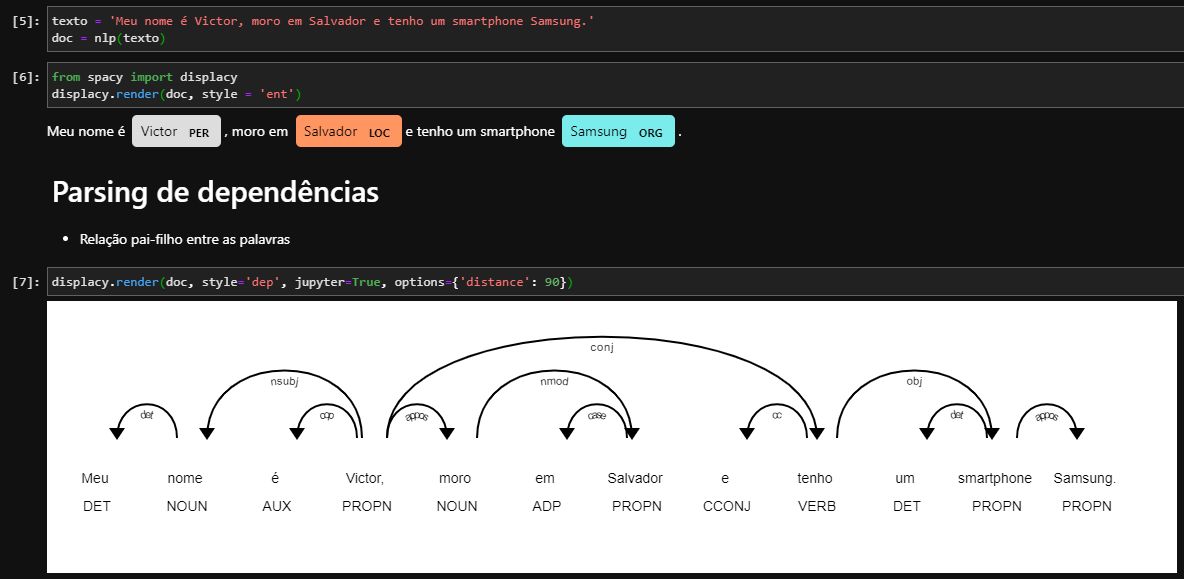 [5]: texto = 'Meu nome é Victor, moro em Salvador e tenho um smartphone Samsung.'
doc = nlp(texto)
[6]: from spacy import displacy
displacy.render(doc, style = 'ent')
Meu nome é Victor PER , moro em Salvador LOC e tenho um smartphone Samsung ORG .
Parsing de dependências
• Relação pai-filho entre as palavras
[7]: displacy.render(doc, style='dep', jupyter=True, options={'distance': 90})
conj
nsubj nmod obj
det cop appos case cc det appos
Meu nome é Victor, moro em Salvador e tenho um smartphone Samsung.
DET NOUN AUX PROPN NOUN ADP PROPN CCONJ VERB DET PROPN PROPN